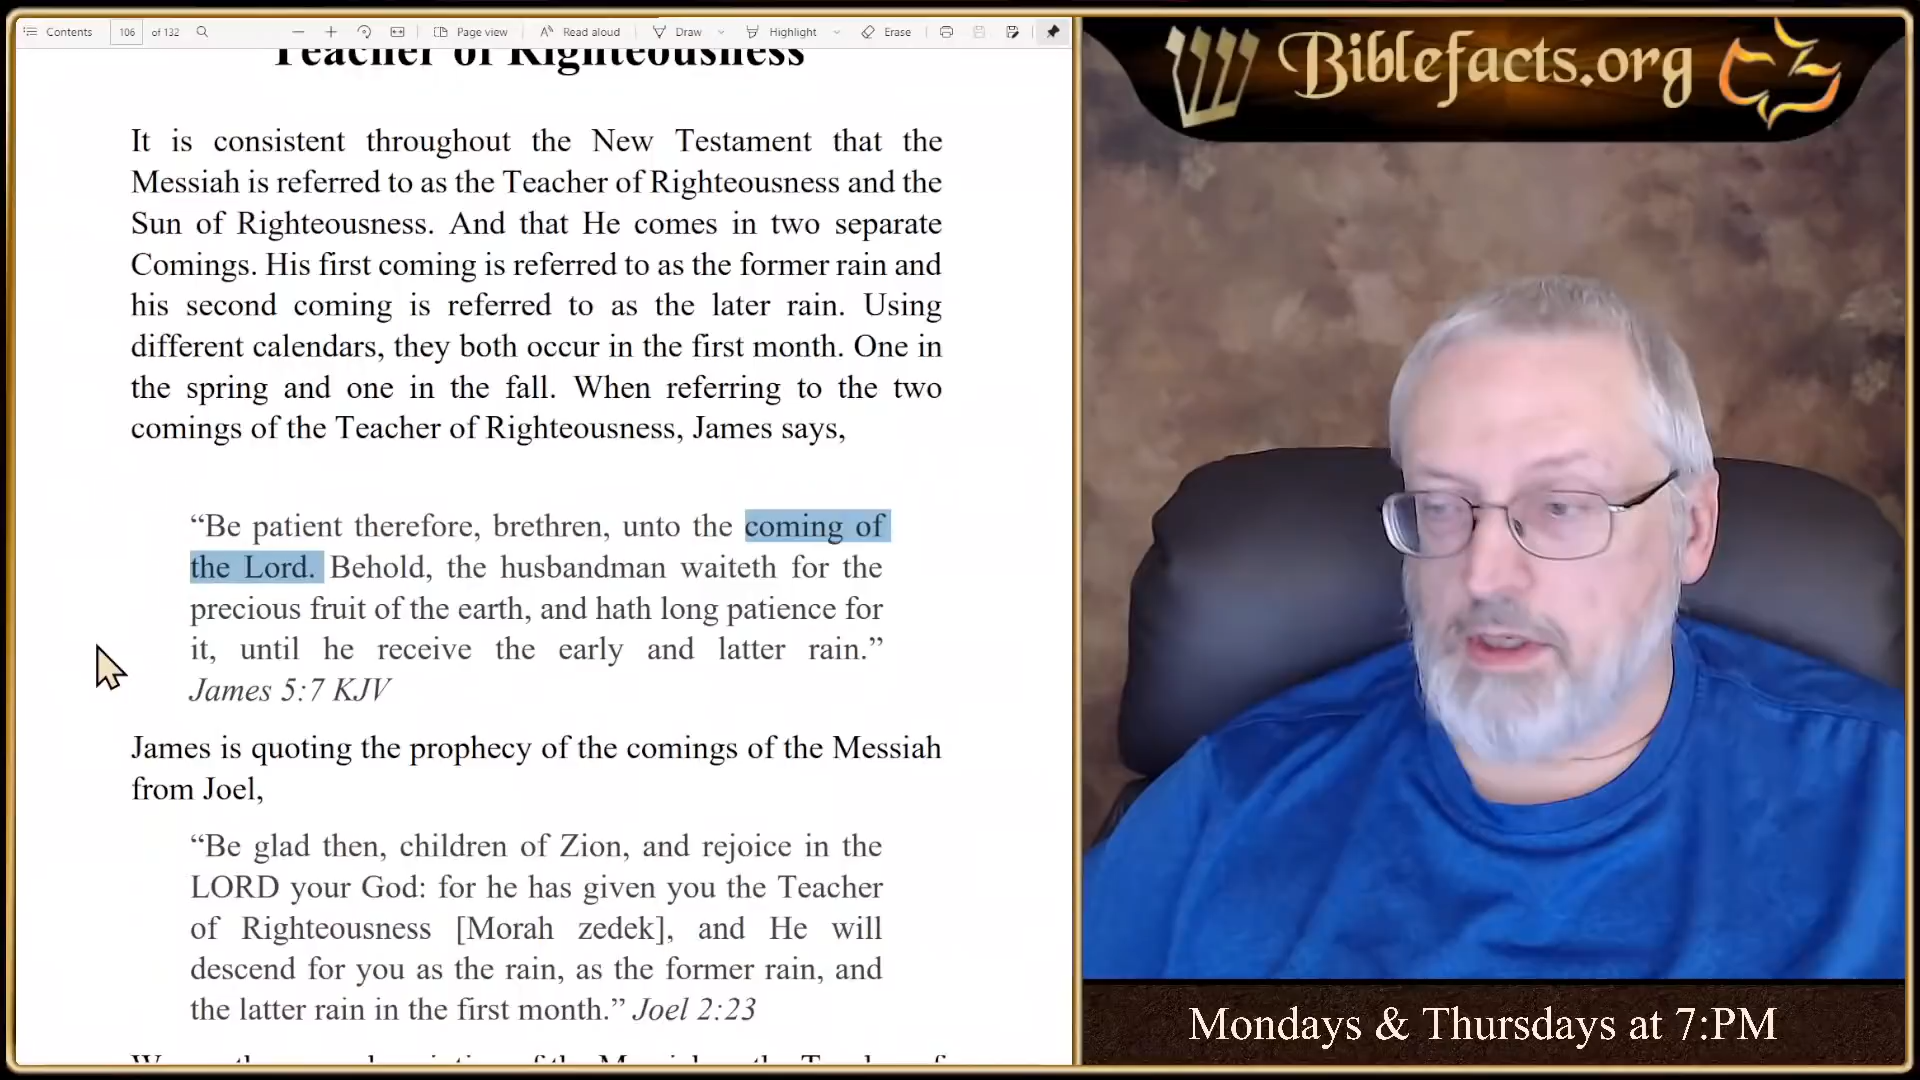 Contents 106 of 132 Page view Read aloud Draw Highlight Erase
Teacher of Righteousness
It is consistent throughout the New Testament that the
Messiah is referred to as the Teacher of Righteousness and the
Sun of Righteousness. And that He comes in two separate
Comings. His first coming is referred to as the former rain and
his second coming is referred to as the later rain. Using
different calendars, they both occur in the first month. One in
the spring and one in the fall. When referring to the two
comings of the Teacher of Righteousness, James says,
“Be patient therefore, brethren, unto the coming of
the Lord. Behold, the husbandman waiteth for the
precious fruit of the earth, and hath long patience for
it, until he receive the early and latter rain.”
James 5:7 KJV
James is quoting the prophecy of the comings of the Messiah
from Joel,
“Be glad then, children of Zion, and rejoice in the
LORD your God: for he has given you the Teacher
of Righteousness [Morah zedek], and He will
descend for you as the rain, as the former rain, and
the latter rain in the first month.” Joel 2:23
ש Biblefacts.org
Mondays & Thursdays at 7:PM